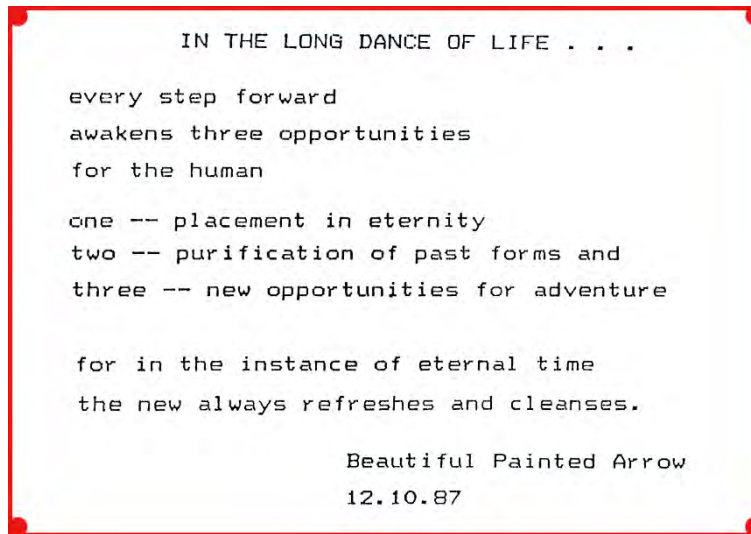 IN THE LONG DANCE OF LIFE . . .
every step forward
awakens three opportunities
for the human
one -- placement in eternity
two -- purification of past forms and
three -- new opportunities for adventure
for in the instance of eternal time
the new always refreshes and cleanses.
Beautiful Painted Arrow
12.10.87